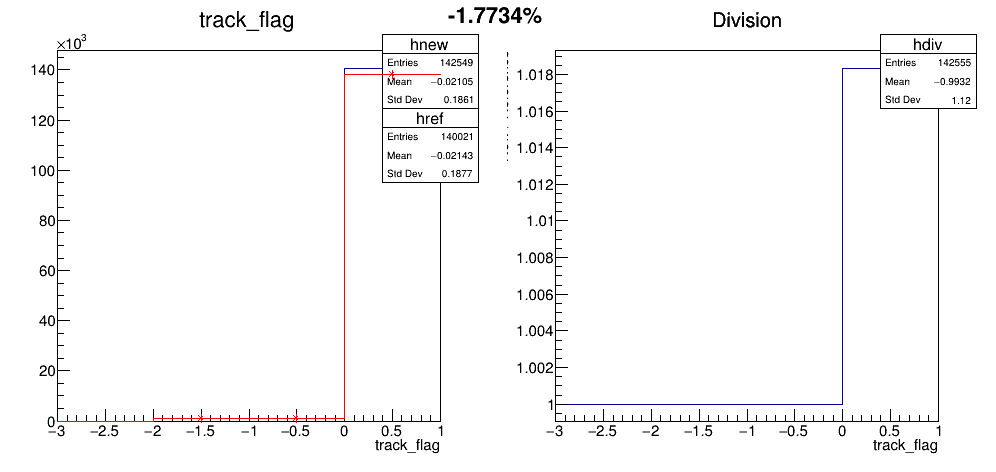 -1.7734%
track_flag
×10³
hnew
Entries 142549
Mean −0.02105
Std Dev 0.1861
href
Entries 140021
Mean −0.02143
Std Dev 0.1877
140
120
100
80
60
40
20
0
−3 −2.5 −2 −1.5 −1 −0.5 0 0.5 1
track_flag
Division
hdiv
Entries 142555
Mean −0.9932
Std Dev 1.12
1.018
1.016
1.014
1.012
1.01
1.008
1.006
1.004
1.002
1
−3 −2.5 −2 −1.5 −1 −0.5 0 0.5 1
track_flag